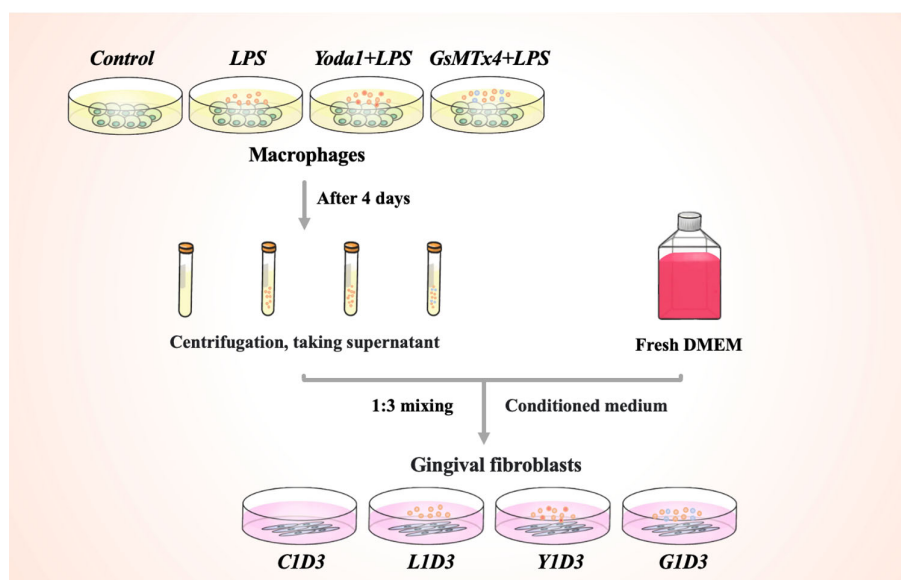 Control LPS Yoda1+LPS GsMTx4+LPS
Macrophages
After 4 days
Centrifugation, taking supernatant
Fresh DMEM
1:3 mixing Conditioned medium
Gingival fibroblasts
C1D3 L1D3 Y1D3 G1D3